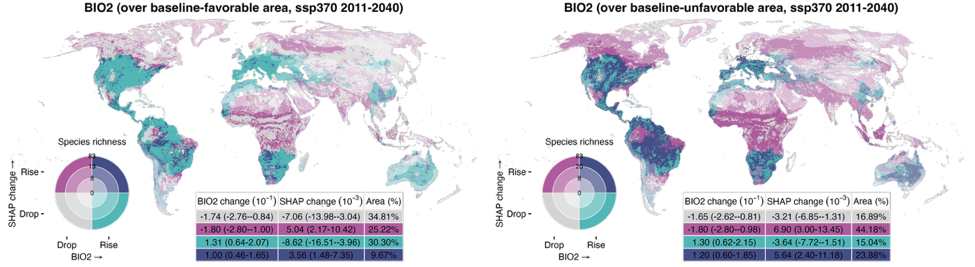 BIO2 (over baseline-favorable area, ssp370 2011-2040)
Species richness
83
10
8
0
SHAP change →
Rise
Drop
Drop
Rise
BIO2 →
BIO2 change (10⁻¹) SHAP change (10⁻³) Area (%)
-1.74 (-2.76--0.84) -7.06 (-13.98--3.04) 34.81%
-1.80 (-2.80--1.00) 5.04 (2.17-10.42) 25.22%
1.31 (0.64-2.07) -8.62 (-16.51--3.96) 30.30%
1.00 (0.46-1.65) 3.56 (1.48-7.35) 9.67%
BIO2 (over baseline-unfavorable area, ssp370 2011-2040)
Species richness
8
0
SHAP change →
Rise
Drop
Drop
Rise
BIO2 →
BIO2 change (10⁻¹) SHAP change (10⁻³) Area (%)
-1.65 (-2.62--0.81) -3.21 (-6.85--1.31) 16.89%
-1.80 (-2.80--0.98) 6.90 (3.00-13.45) 44.18%
1.30 (0.62-2.15) -3.64 (-7.72--1.51) 15.04%
1.20 (0.60-1.85) 5.64 (2.40-11.18) 23.88%